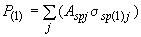 P(1) = ∑j (Aspj σsp(1)j)